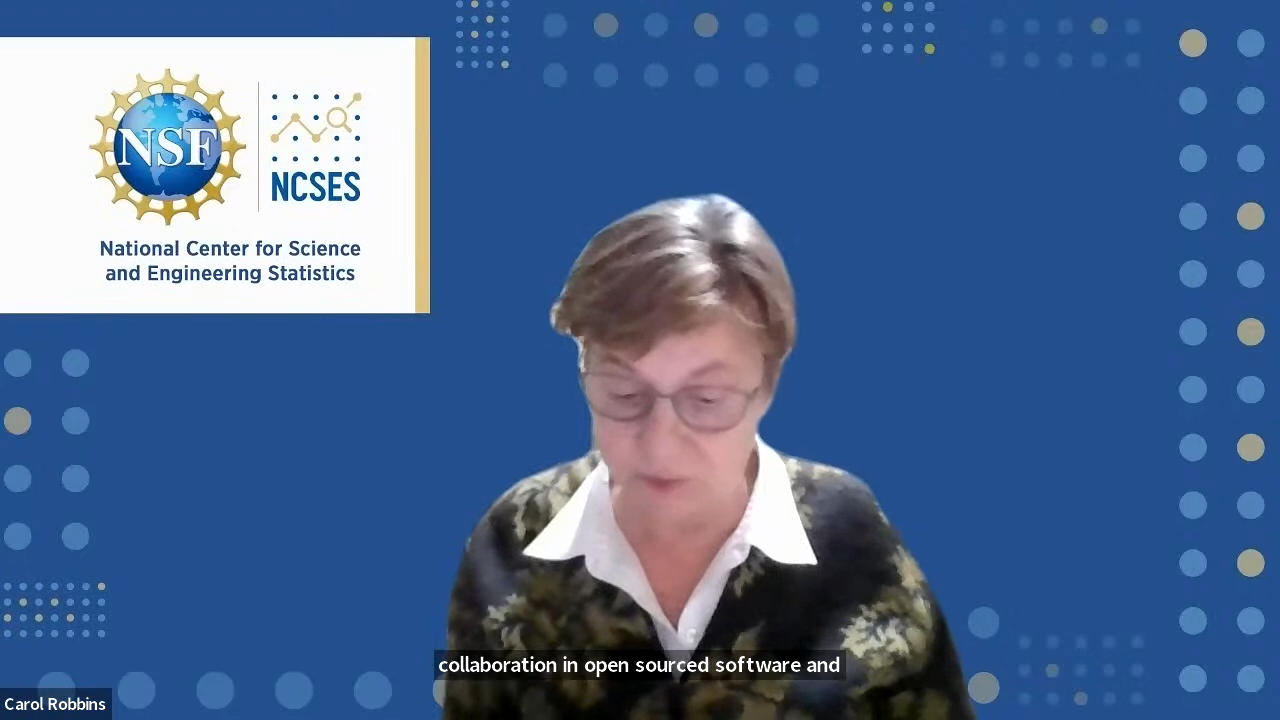 NSF
NCSES
National Center for Science
and Engineering Statistics
collaboration in open sourced software and
Carol Robbins